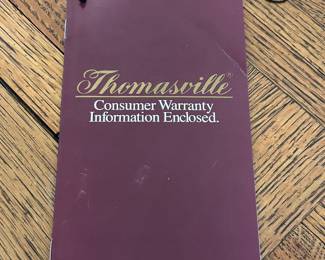 Thomasville®
Consumer Warranty
Information Enclosed.